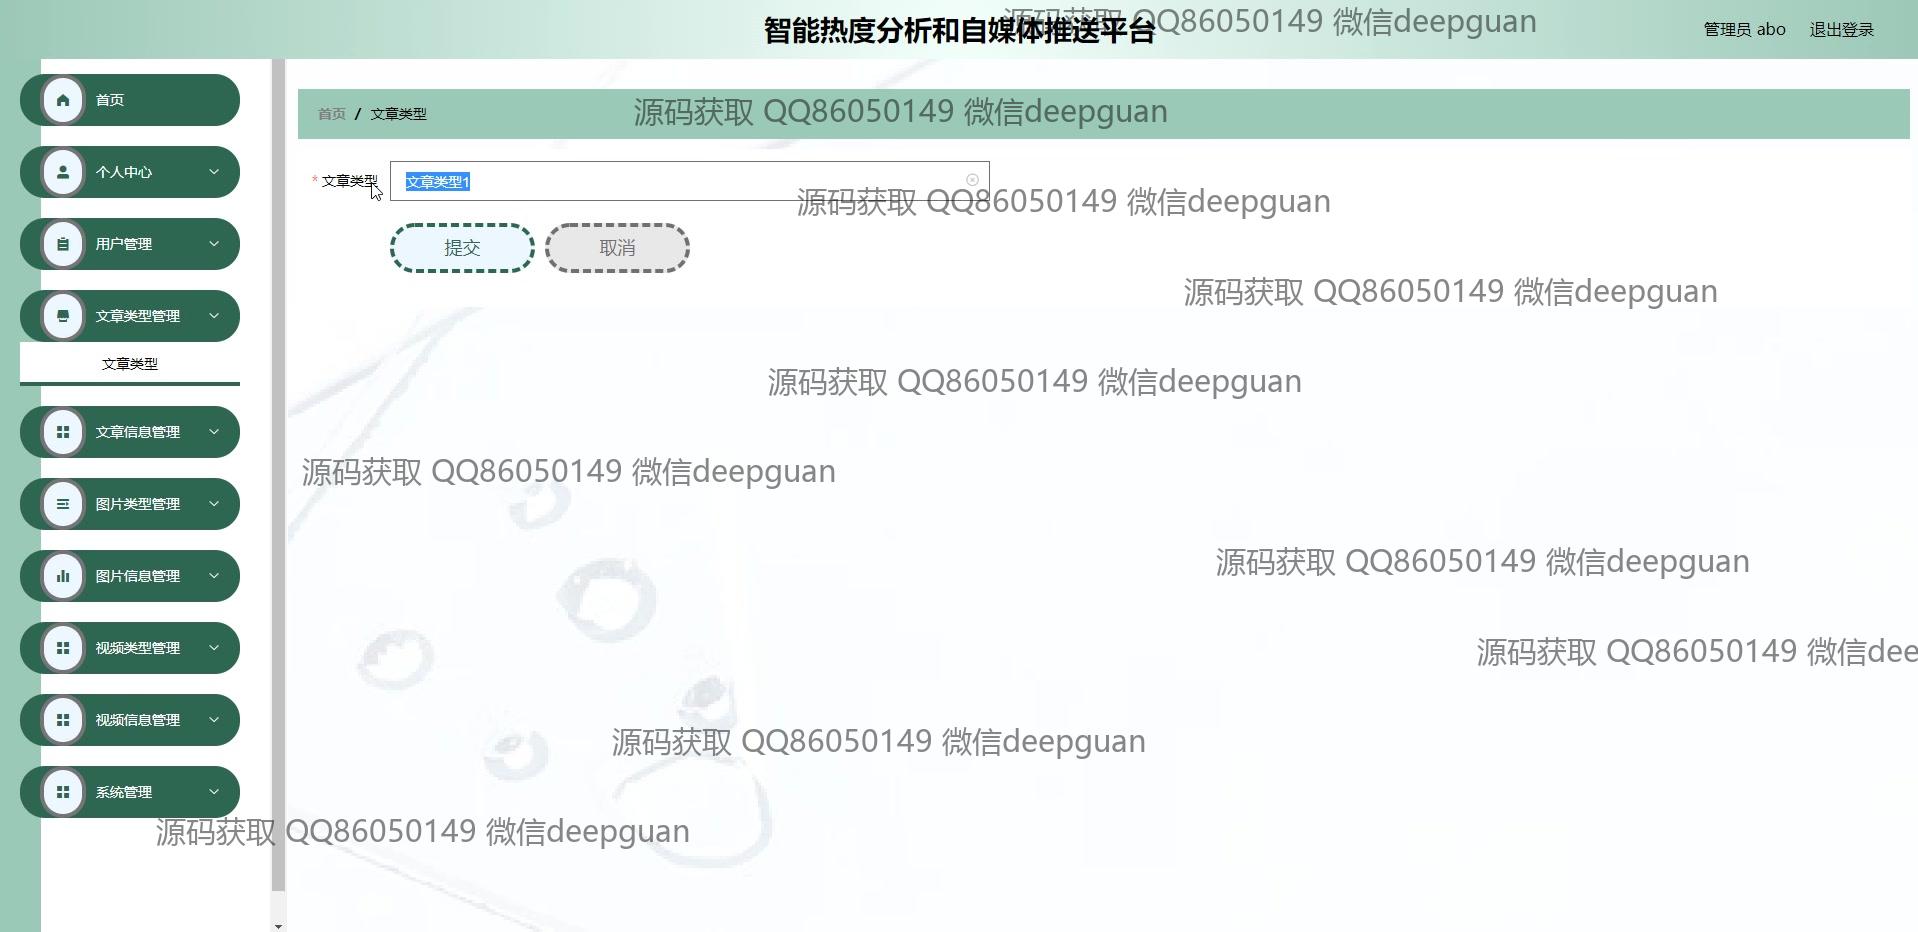 智能热度分析和自媒体推送平台
源码获取 QQ86050149 微信deepguan
管理员 abo
退出登录
首页
个人中心
用户管理
文章类型管理
文章类型
文章信息管理
图片类型管理
图片信息管理
视频类型管理
视频信息管理
系统管理
首页 / 文章类型
源码获取 QQ86050149 微信deepguan
* 文章类型
文章类型1
源码获取 QQ86050149 微信deepguan
提交
取消
源码获取 QQ86050149 微信deepguan
源码获取 QQ86050149 微信deepguan
源码获取 QQ86050149 微信deepguan
源码获取 QQ86050149 微信deepguan
源码获取 QQ86050149 微信dee
源码获取 QQ86050149 微信deepguan
源码获取 QQ86050149 微信deepguan